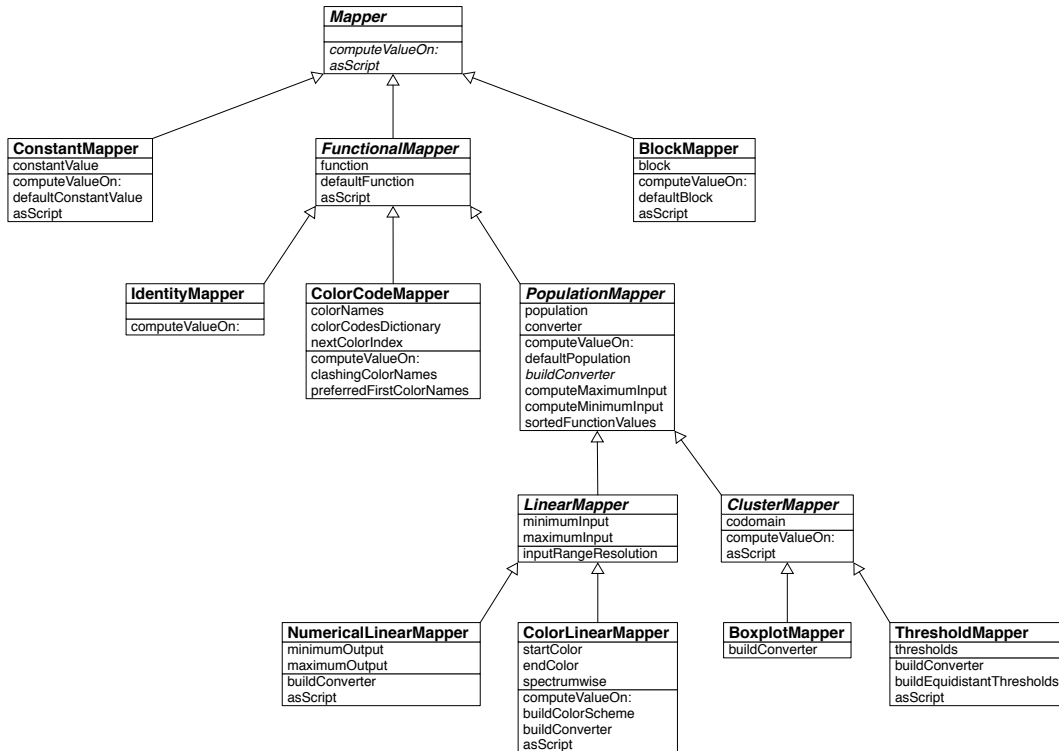 Mapper
computeValueOn:
asScript
ConstantMapper
constantValue
computeValueOn:
defaultConstantValue
asScript
FunctionalMapper
function
defaultFunction
asScript
BlockMapper
block
computeValueOn:
defaultBlock
asScript
IdentityMapper
computeValueOn:
ColorCodeMapper
colorNames
colorCodesDictionary
nextColorIndex
computeValueOn:
clashingColorNames
preferredFirstColorNames
PopulationMapper
population
converter
computeValueOn:
defaultPopulation
buildConverter
computeMaximumInput
computeMinimumInput
sortedFunctionValues
LinearMapper
minimumInput
maximumInput
inputRangeResolution
ClusterMapper
codomain
computeValueOn:
asScript
NumericalLinearMapper
minimumOutput
maximumOutput
buildConverter
asScript
ColorLinearMapper
startColor
endColor
spectrumwise
computeValueOn:
buildColorScheme
buildConverter
asScript
BoxplotMapper
buildConverter
ThresholdMapper
thresholds
buildConverter
buildEquidistantThresholds
asScript